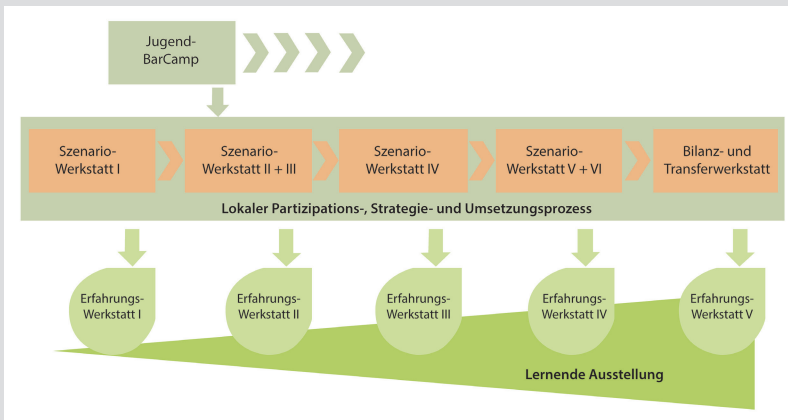 Jugend-
BarCamp
Szenario-
Werkstatt I
Szenario-
Werkstatt II + III
Szenario-
Werkstatt IV
Szenario-
Werkstatt V + VI
Bilanz- und
Transferwerkstatt
Lokaler Partizipations-, Strategie- und Umsetzungsprozess
Erfahrungs-
Werkstatt I
Erfahrungs-
Werkstatt II
Erfahrungs-
Werkstatt III
Erfahrungs-
Werkstatt IV
Erfahrungs-
Werkstatt V
Lernende Ausstellung